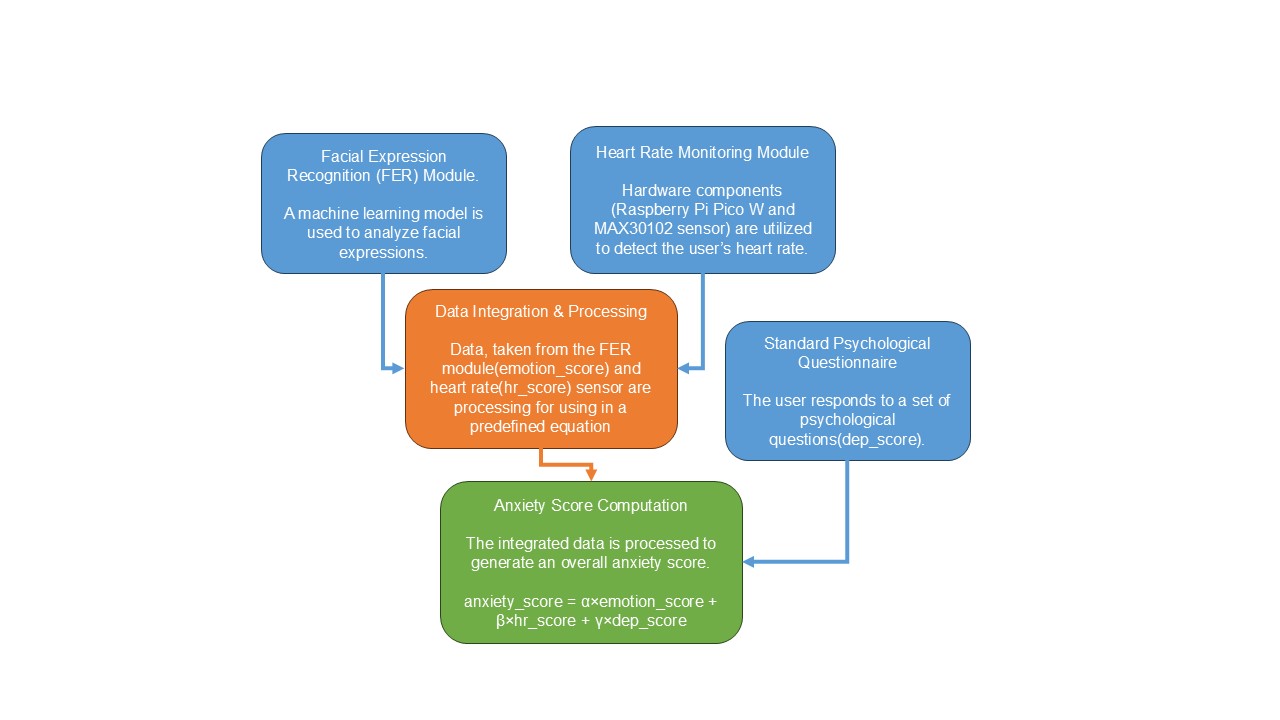 Facial Expression
Recognition (FER) Module.
A machine learning model is
used to analyze facial
expressions.
Heart Rate Monitoring Module
Hardware components
(Raspberry Pi Pico W and
MAX30102 sensor) are utilized
to detect the user’s heart rate.
Data Integration & Processing
Data, taken from the FER
module(emotion_score) and
heart rate(hr_score) sensor are
processing for using in a
predefined equation
Standard Psychological
Questionnaire
The user responds to a set of
psychological
questions(dep_score).
Anxiety Score Computation
The integrated data is processed to
generate an overall anxiety score.
anxiety_score = α×emotion_score +
β×hr_score + γ×dep_score